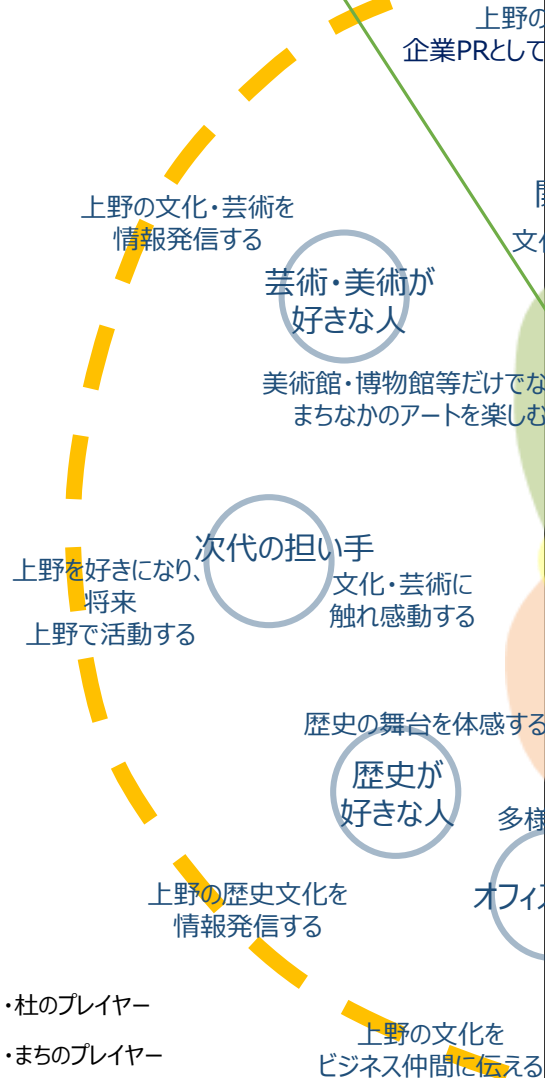 上野の
企業PRとして
文化
上野の文化・芸術を
情報発信する
芸術・美術が
好きな人
美術館・博物館等だけでな
まちなかのアートを楽しむ
次代の担い手
上野を好きになり、
将来
上野で活動する
文化・芸術に
触れ感動する
歴史の舞台を体感する
歴史が
好きな人
多様
オフィ
上野の歴史文化を
情報発信する
・杜のプレイヤー
・まちのプレイヤー
上野の文化を
ビジネス仲間に伝える